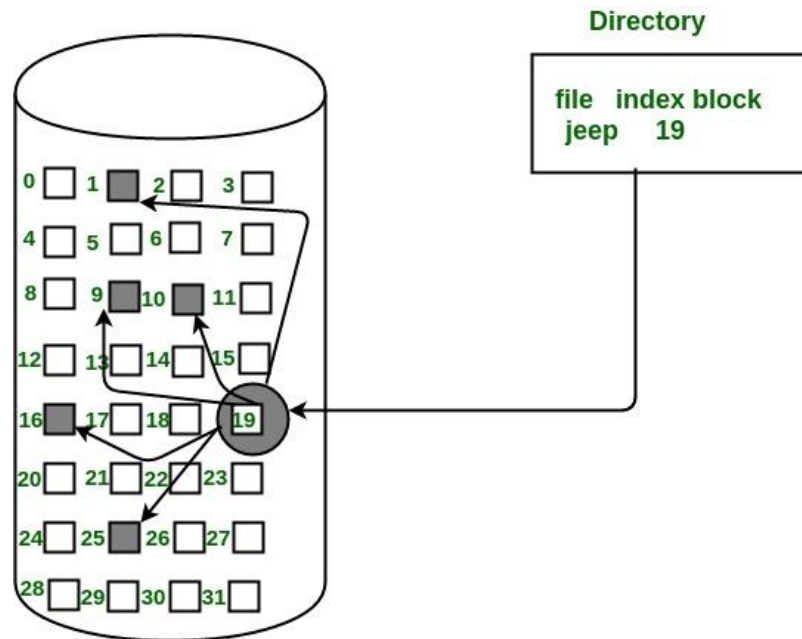 Directory
file index block
jeep 19
0 1 2 3
4 5 6 7
8 9 10 11
12 13 14 15
16 17 18 19
20 21 22 23
24 25 26 27
28 29 30 31